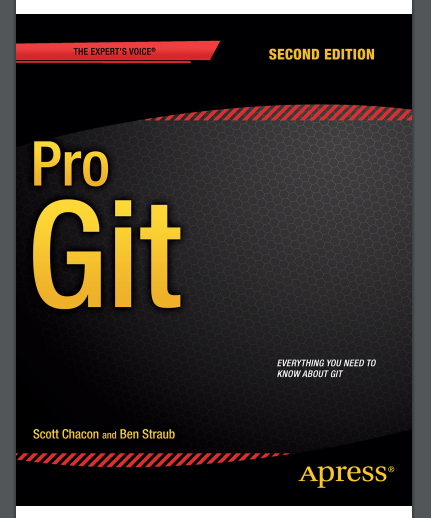 THE EXPERT'S VOICE®
SECOND EDITION
Pro
Git
EVERYTHING YOU NEED TO
KNOW ABOUT GIT
Scott Chacon and Ben Straub
Apress®